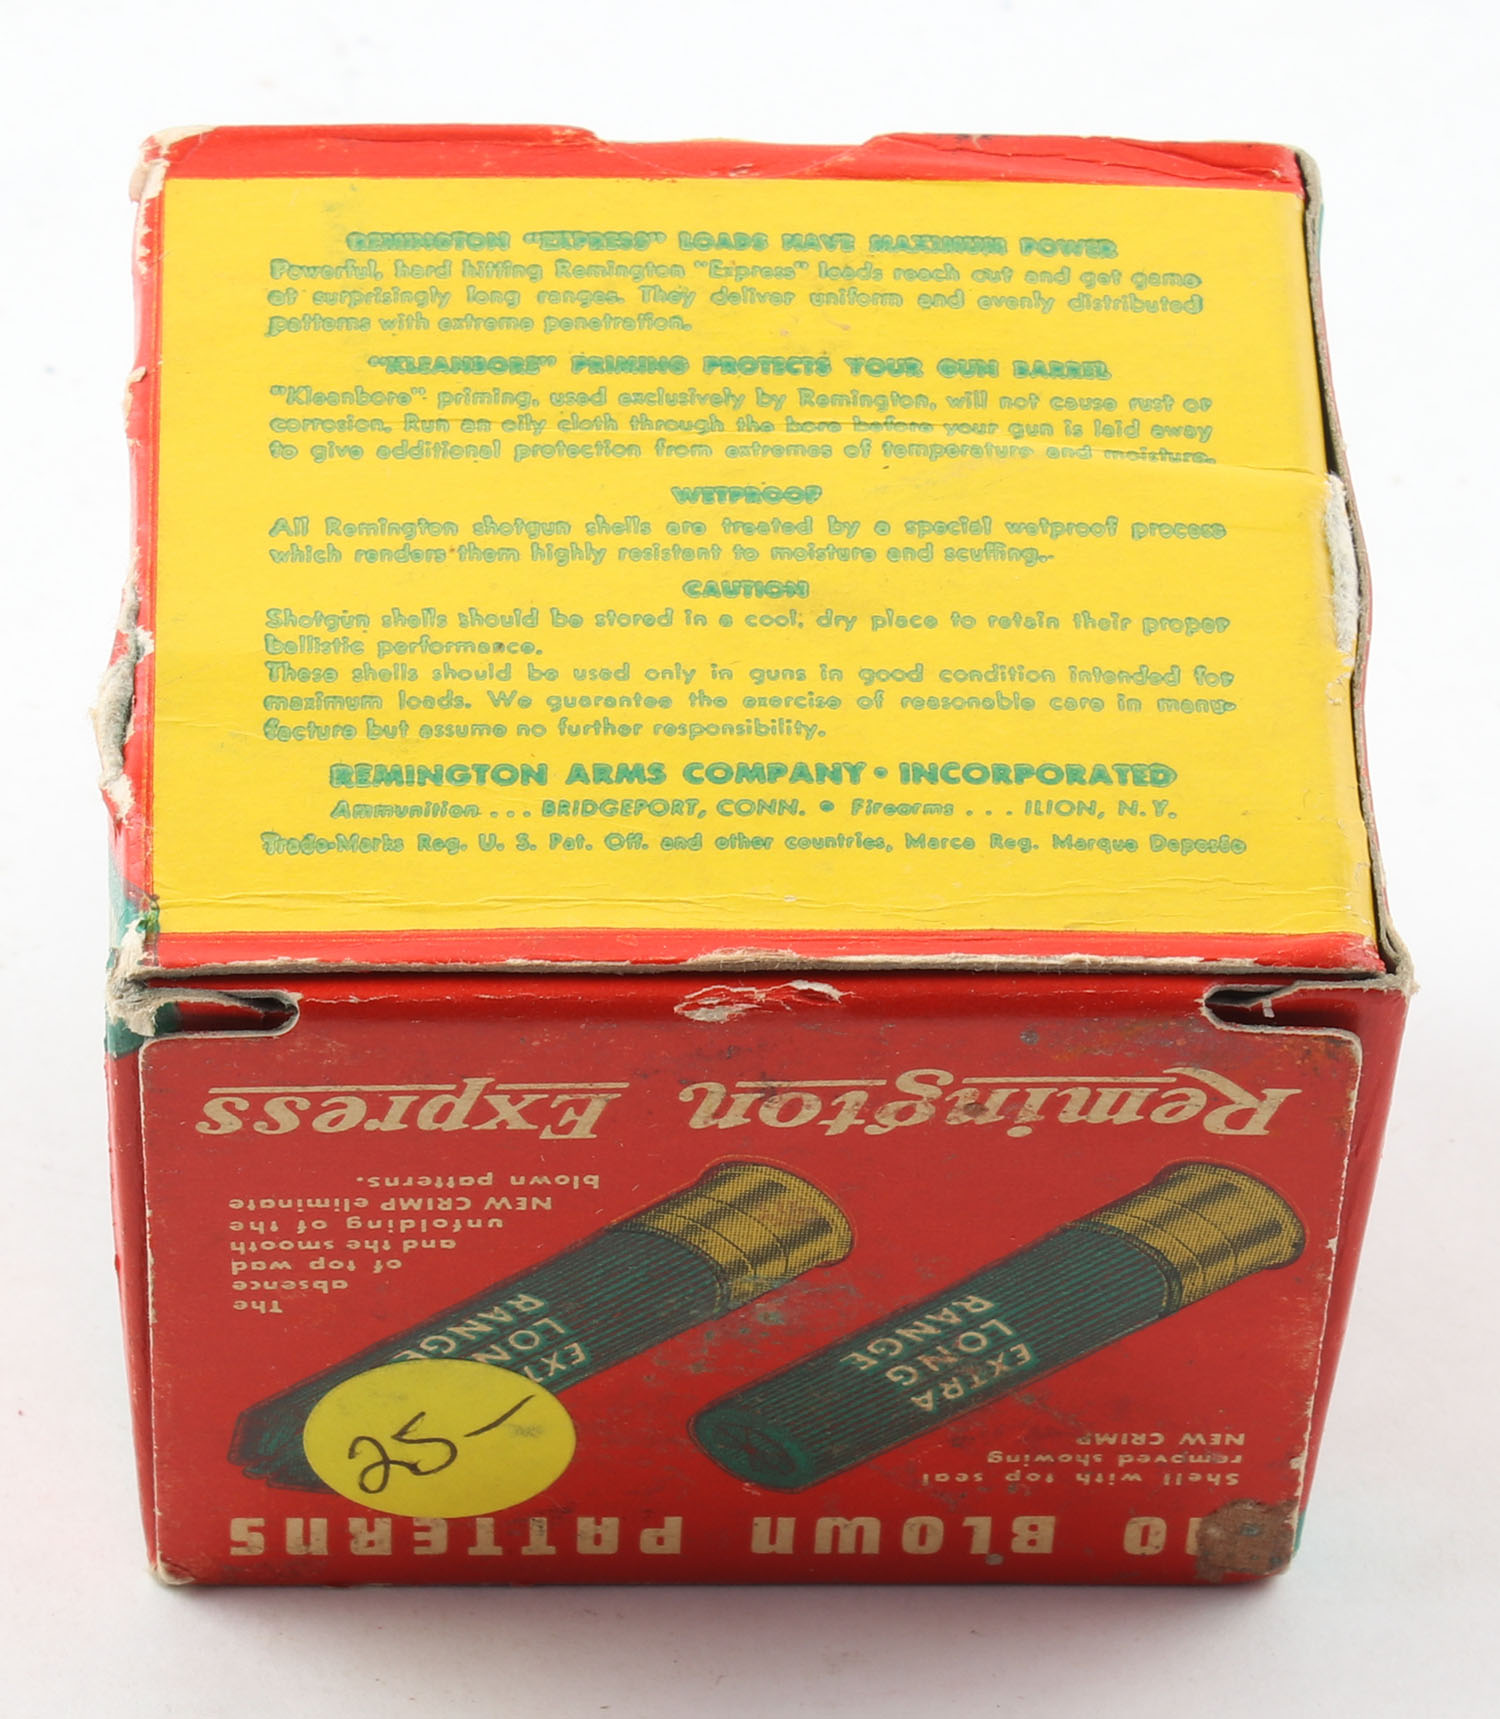 REMINGTON "EXPRESS" LOADS HAVE MAXIMUM POWER
Powerful, hard hitting Remington "Express" loads reach out and get game
at surprisingly long ranges. They deliver uniform and evenly distributed
patterns with extreme penetration.
"KLEANBORE" PRIMING PROTECTS YOUR GUN BARREL
"Kleanbore" priming, used exclusively by Remington, will not cause rust or
corrosion. Run an oily cloth through the bore before your gun is laid away
to give additional protection from extremes of temperature and moisture.
WETPROOF
All Remington shotgun shells are treated by a special wetproof process
which renders them highly resistant to moisture and scuffing.
CAUTION
Shotgun shells should be stored in a cool, dry place to retain their proper
ballistic performance.
These shells should be used only in guns in good condition intended for
maximum loads. We guarantee the exercise of reasonable care in manu-
facture but assume no further responsibility.
REMINGTON ARMS COMPANY • INCORPORATED
Ammunition . . . BRIDGEPORT, CONN. • Firearms . . . ILION, N. Y.
Trade-Marks Reg. U. S. Pat. Off. and other countries, Marca Reg. Marque Deposée
NO BLOWN PATTERNS
Shell with top seal
removed showing
NEW CRIMP
EXTRA
LONG
RANGE
25-
EXT
LON
RANGE
The
absence
of top wad
and the smooth
unfolding of the
NEW CRIMP eliminate
blown patterns.
Remington Express